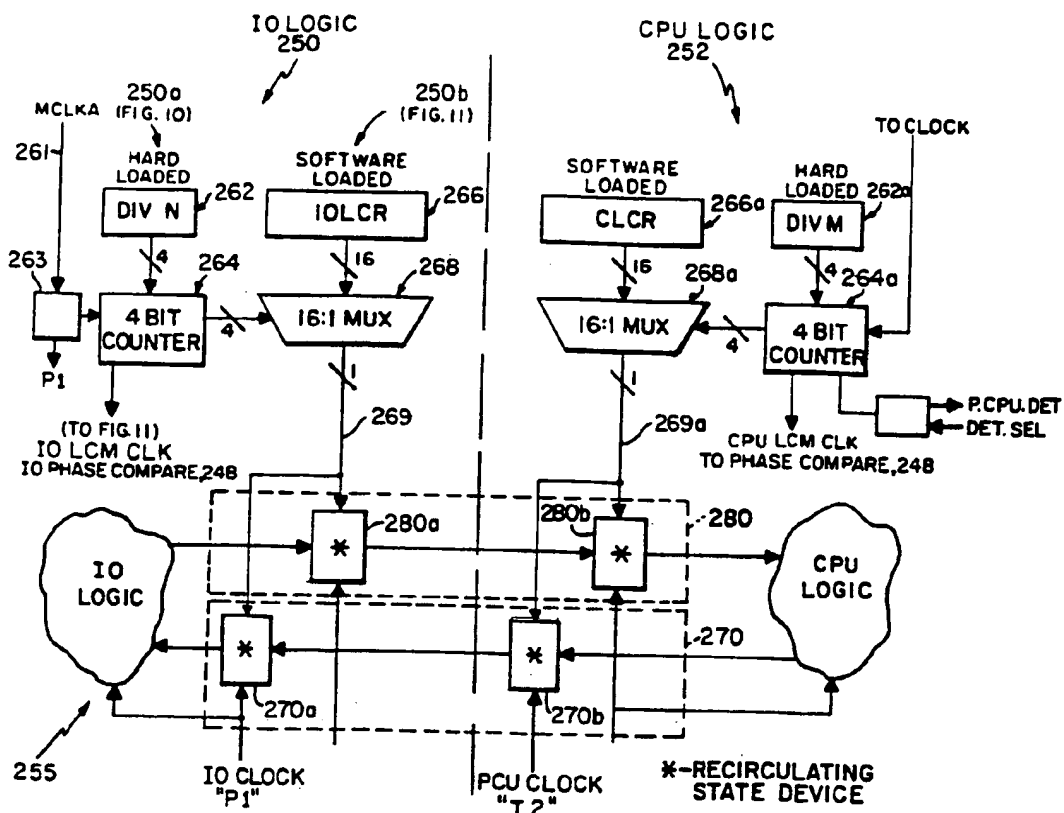 IO LOGIC
250
CPU LOGIC
252
MCLKA
250a
(FIG. 10)
250b
(FIG. 11)
TO CLOCK
261
HARD
LOADED
SOFTWARE
LOADED
SOFTWARE
LOADED
HARD
LOADED
DIV N
262
IOLCR
266
CLCR
266a
DIV M
262a
263
4
264
16
268
16
268a
4
264a
4 BIT
COUNTER
4
16:1 MUX
16:1 MUX
4
4 BIT
COUNTER
P1
1
1
P.CPU.DET
DET. SEL
(TO FIG. 11)
IO LCM CLK
IO PHASE COMPARE, 248
269
269a
CPU LCM CLK
TO PHASE COMPARE, 248
IO
LOGIC
*
280a
280b
*
280
CPU
LOGIC
*
270a
*
270b
270
255
IO CLOCK
"P1"
PCU CLOCK
"T2"
*-RECIRCULATING
STATE DEVICE